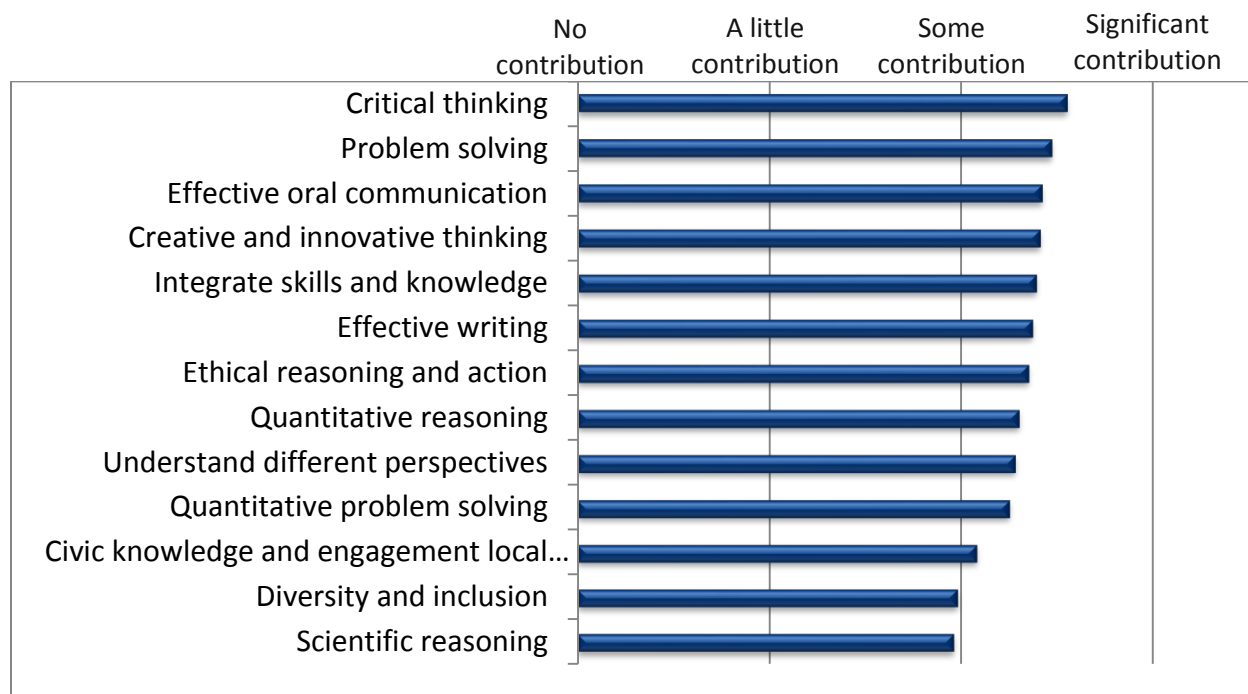 No contribution
A little contribution
Some contribution
Significant contribution
Critical thinking
Problem solving
Effective oral communication
Creative and innovative thinking
Integrate skills and knowledge
Effective writing
Ethical reasoning and action
Quantitative reasoning
Understand different perspectives
Quantitative problem solving
Civic knowledge and engagement local...
Diversity and inclusion
Scientific reasoning